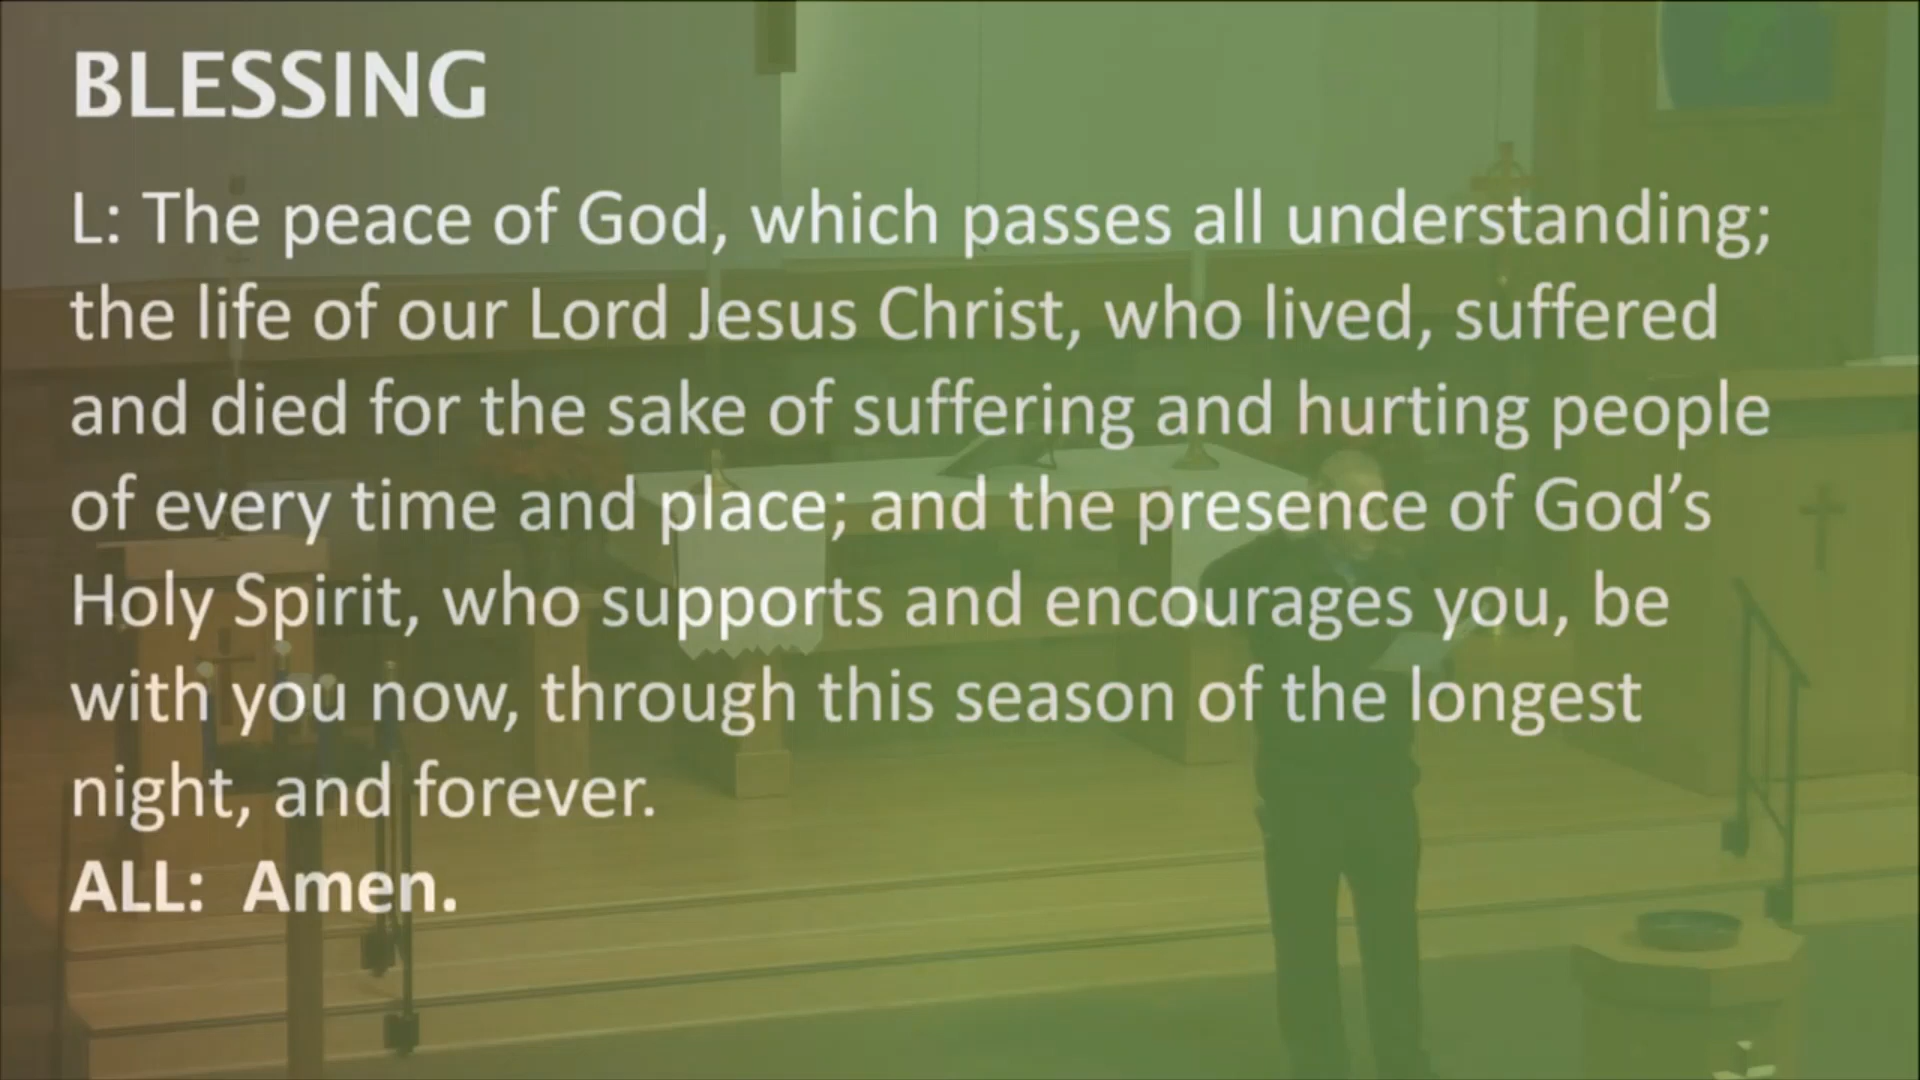 BLESSING
L: The peace of God, which passes all understanding;
the life of our Lord Jesus Christ, who lived, suffered
and died for the sake of suffering and hurting people
of every time and place; and the presence of God’s
Holy Spirit, who supports and encourages you, be
with you now, through this season of the longest
night, and forever.
ALL:  Amen.